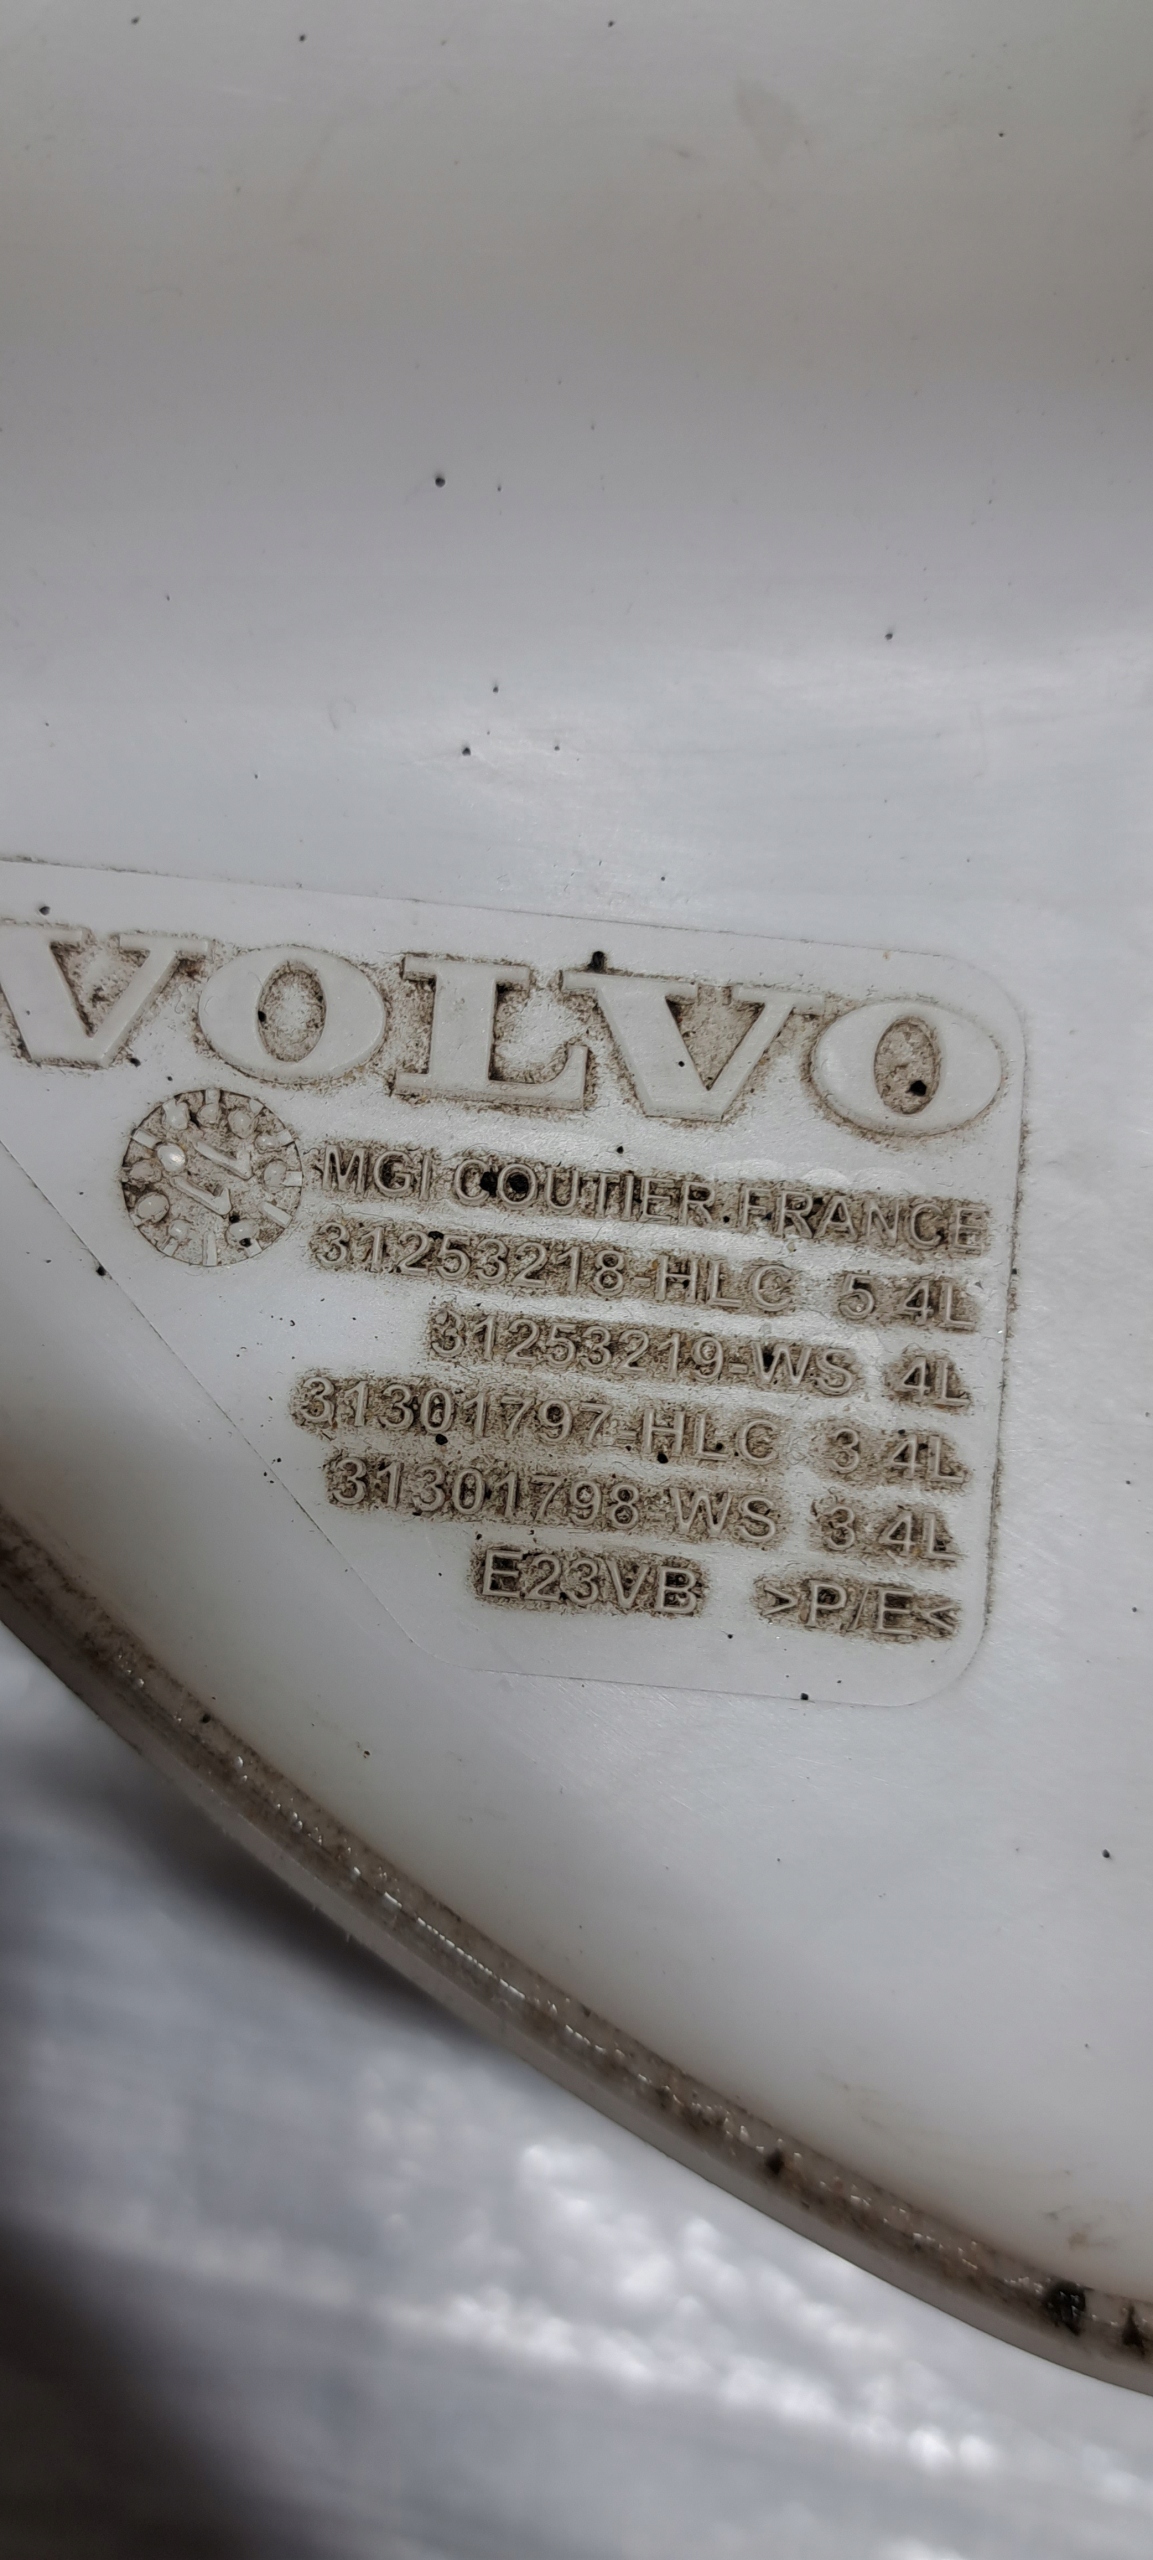 VOLVO
MGI COUTIER.FRANCE
31253218-HLC 5.4L
31253219-WS 4L
31301797-HLC 3.4L
31301798-WS 3.4L
E23VB >P/E<